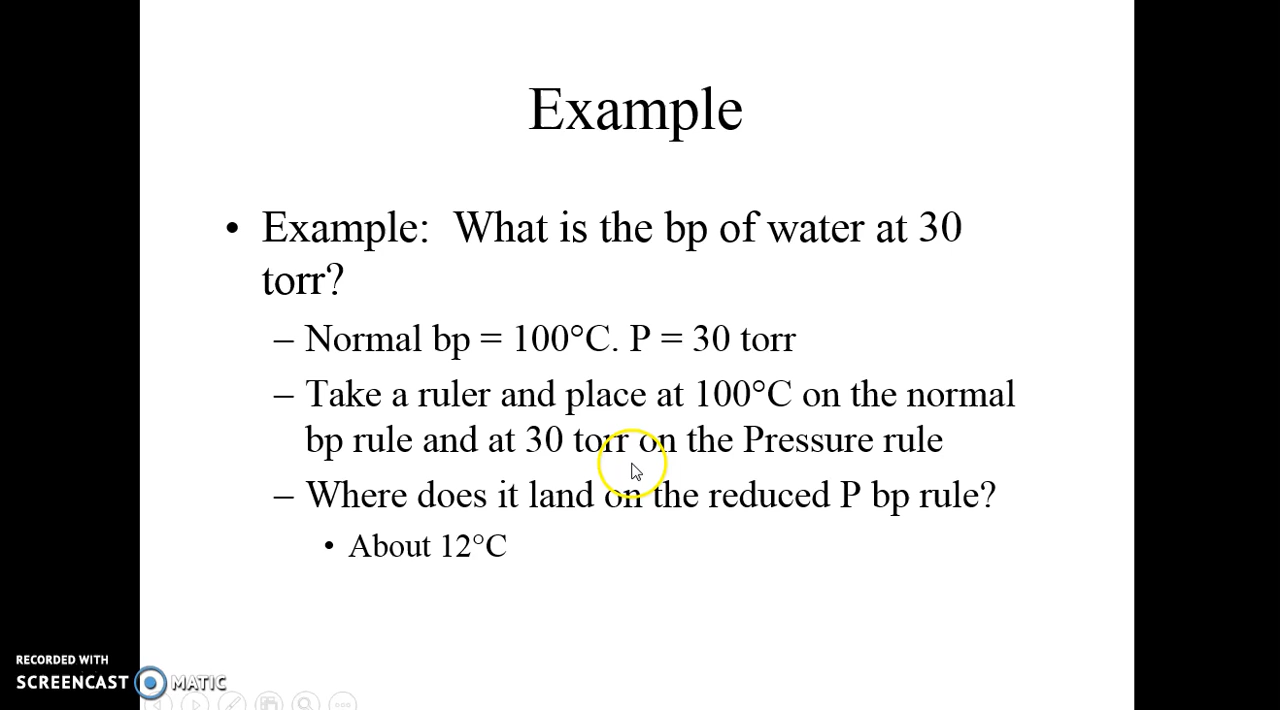 Example
• Example: What is the bp of water at 30
torr?
– Normal bp = 100°C. P = 30 torr
– Take a ruler and place at 100°C on the normal
bp rule and at 30 torr on the Pressure rule
– Where does it land on the reduced P bp rule?
• About 12°C
RECORDED WITH
SCREENCAST MATIC